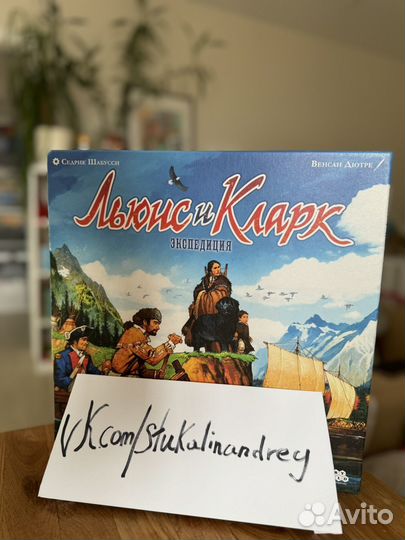 Седрик Шабусси
Венсан Дютре
Льюис и Кларк
экспедиция
vk.com/stukalinandrey
Avito